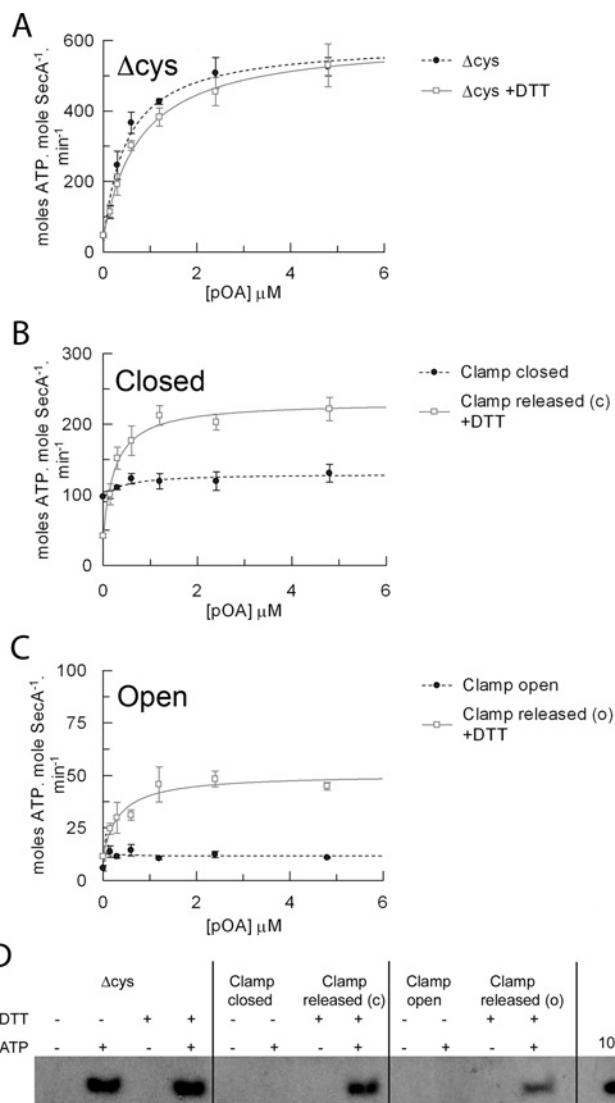 A
Δcys
600
400
200
0
0 2 4 6
[pOA] μM
moles ATP. mole SecA⁻¹.
min⁻¹
Δcys
Δcys +DTT
B
Closed
300
200
100
0
0 2 4 6
[pOA] μM
moles ATP. mole SecA⁻¹.
min⁻¹
Clamp closed
Clamp released (c)
+DTT
C
Open
100
75
50
25
0
0 2 4 6
[pOA] μM
moles ATP. mole SecA⁻¹.
min⁻¹
Clamp open
Clamp released (o)
+DTT
D
Δcys Clamp closed Clamp released (c) Clamp open Clamp released (o)
DTT - - + + - - + + - - + +
ATP - + - + - + - + - + - + 10